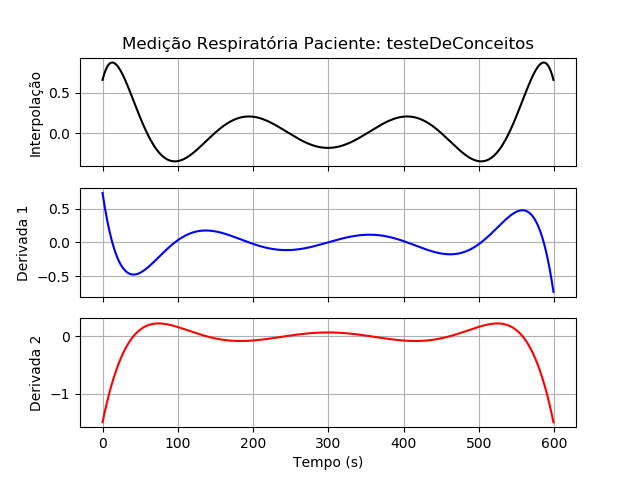 Medição Respiratória Paciente: testeDeConceitos
Interpolação
0.5
0.0
Derivada 1
0.5
0.0
−0.5
Derivada 2
0
−1
0 100 200 300 400 500 600
Tempo (s)